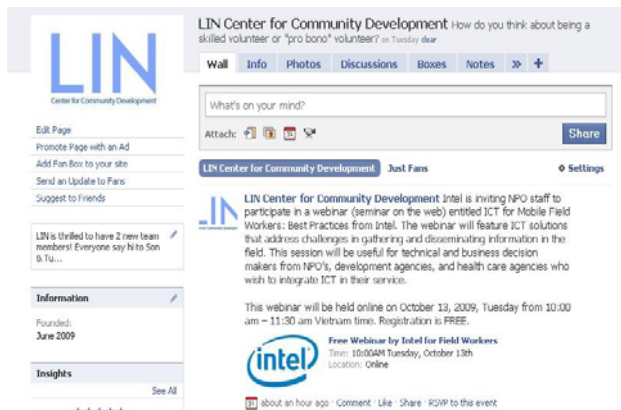 LIN Center for Community Development How do you think about being a
skilled volunteer or "pro bono" volunteer? on Tuesday clear
Wall Info Photos Discussions Boxes Notes » +
What's on your mind?
Attach:
Share
LIN Center for Community Development Just Fans
Settings
LIN
Center for Community Development
Edit Page
Promote Page with an Ad
Add Fan Box to your site
Send an Update to Fans
Suggest to Friends
LIN is thrilled to have 2 new team
members! Everyone say hi to Son
& Tu...
Information
Founded:
June 2009
Insights
See All
LIN
LIN Center for Community Development Intel is inviting NPO staff to
participate in a webinar (seminar on the web) entitled ICT for Mobile Field
Workers: Best Practices from Intel. The webinar will feature ICT solutions
that address challenges in gathering and disseminating information in the
field. This session will be useful for technical and business decision
makers from NPO's, development agencies, and health care agencies who
wish to integrate ICT in their service.
This webinar will be held online on October 13, 2009, Tuesday from 10:00
am – 11:30 am Vietnam time. Registration is FREE.
intel
Free Webinar by Intel for Field Workers
Time: 10:00AM Tuesday, October 13th
Location: Online
about an hour ago · Comment · Like · Share · RSVP to this event